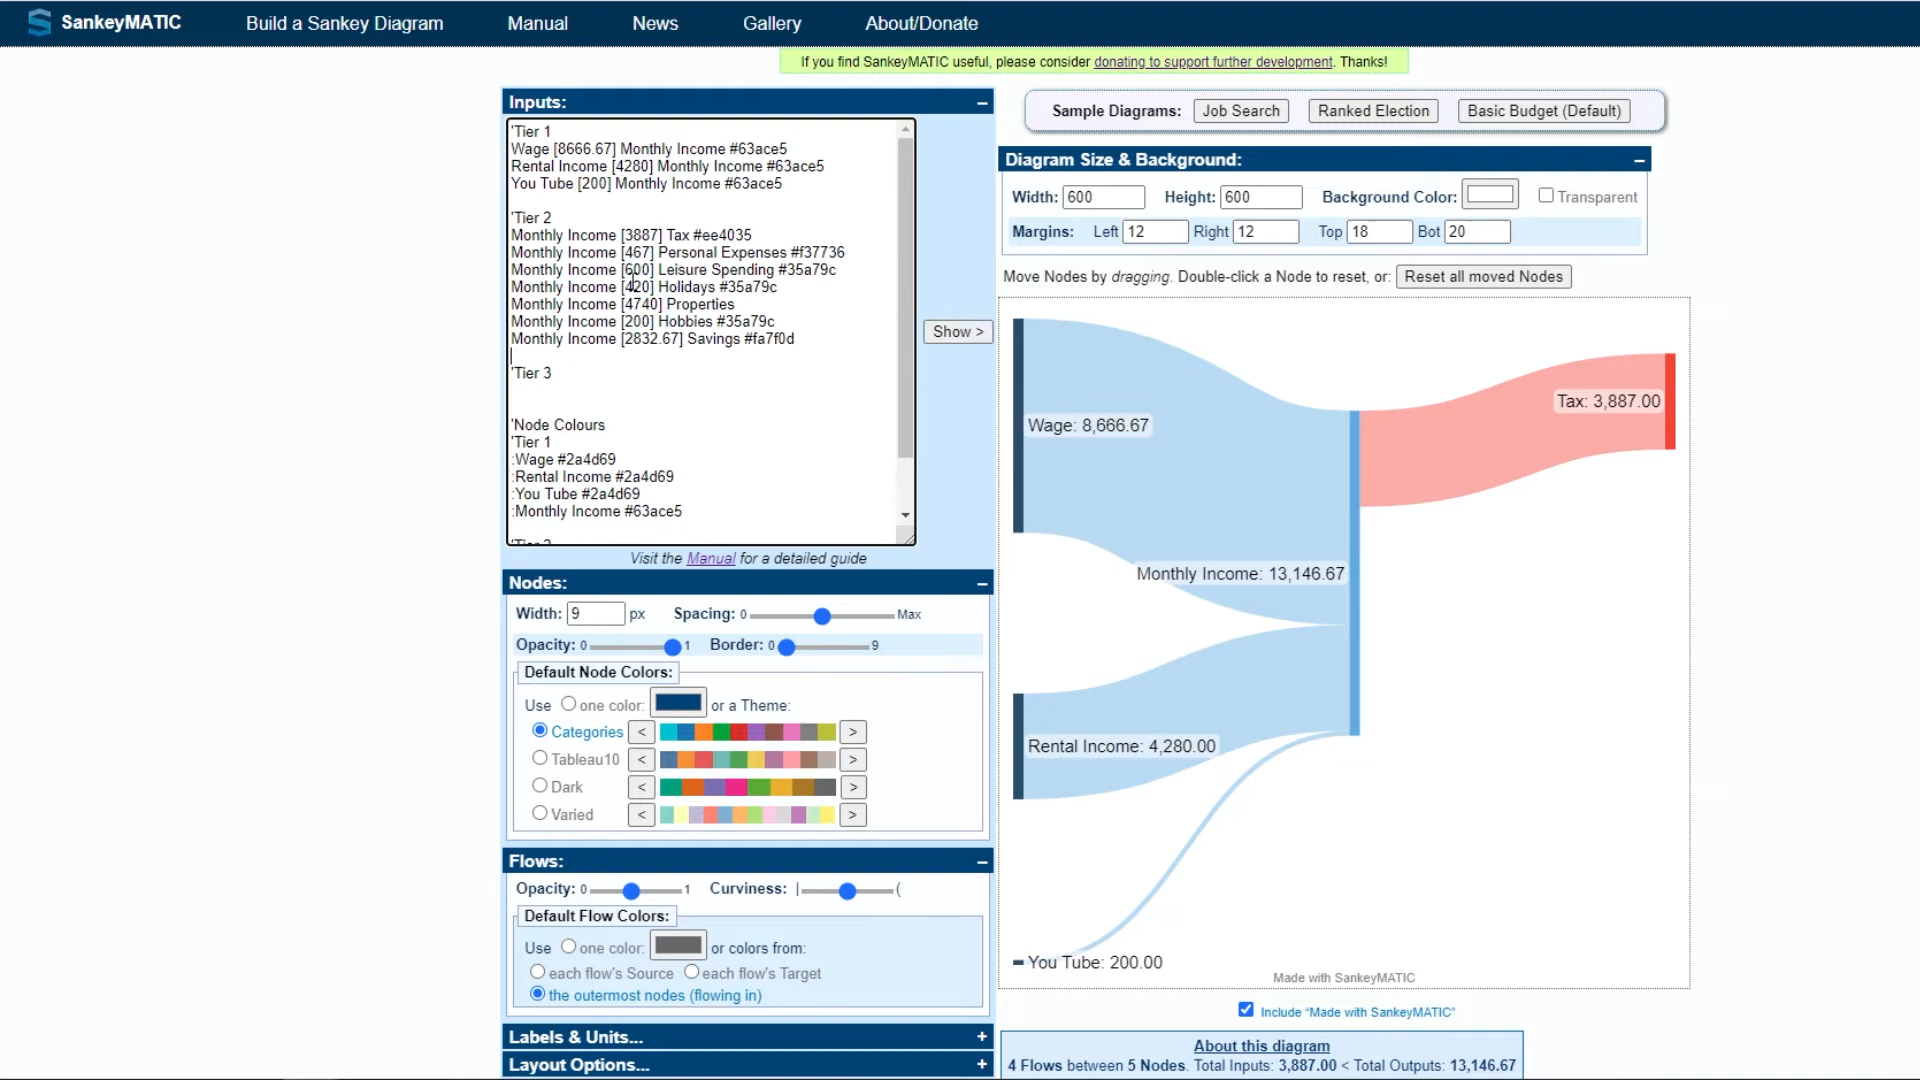 SankeyMATIC
Build a Sankey Diagram
Manual
News
Gallery
About/Donate
If you find SankeyMATIC useful, please consider donating to support further development. Thanks!
Inputs:
–
'Tier 1
Wage [8666.67] Monthly Income #63ace5
Rental Income [4280] Monthly Income #63ace5
You Tube [200] Monthly Income #63ace5
'Tier 2
Monthly Income [3887] Tax #ee4035
Monthly Income [467] Personal Expenses #f37736
Monthly Income [600] Leisure Spending #35a79c
Monthly Income [420] Holidays #35a79c
Monthly Income [4740] Properties
Monthly Income [200] Hobbies #35a79c
Monthly Income [2832.67] Savings #fa7f0d
'Tier 3
'Node Colours
'Tier 1
:Wage #2a4d69
:Rental Income #2a4d69
:You Tube #2a4d69
:Monthly Income #63ace5
Show >
Visit the Manual for a detailed guide
Nodes:
–
Width: 9 px Spacing: 0 Max
Opacity: 0 1 Border: 0 9
Default Node Colors:
Use one color: or a Theme:
Categories < >
Tableau10 < >
Dark < >
Varied < >
Flows:
–
Opacity: 0 1 Curviness: | (
Default Flow Colors:
Use one color: or colors from:
each flow's Source each flow's Target
the outermost nodes (flowing in)
Labels & Units...
+
Layout Options...
+
Sample Diagrams: Job Search Ranked Election Basic Budget (Default)
Diagram Size & Background:
–
Width: 600 Height: 600 Background Color: Transparent
Margins: Left 12 Right 12 Top 18 Bot 20
Move Nodes by dragging. Double-click a Node to reset, or: Reset all moved Nodes
Tax: 3,887.00
Wage: 8,666.67
Monthly Income: 13,146.67
Rental Income: 4,280.00
You Tube: 200.00
Made with SankeyMATIC
Include “Made with SankeyMATIC”
About this diagram
4 Flows between 5 Nodes. Total Inputs: 3,887.00 < Total Outputs: 13,146.67